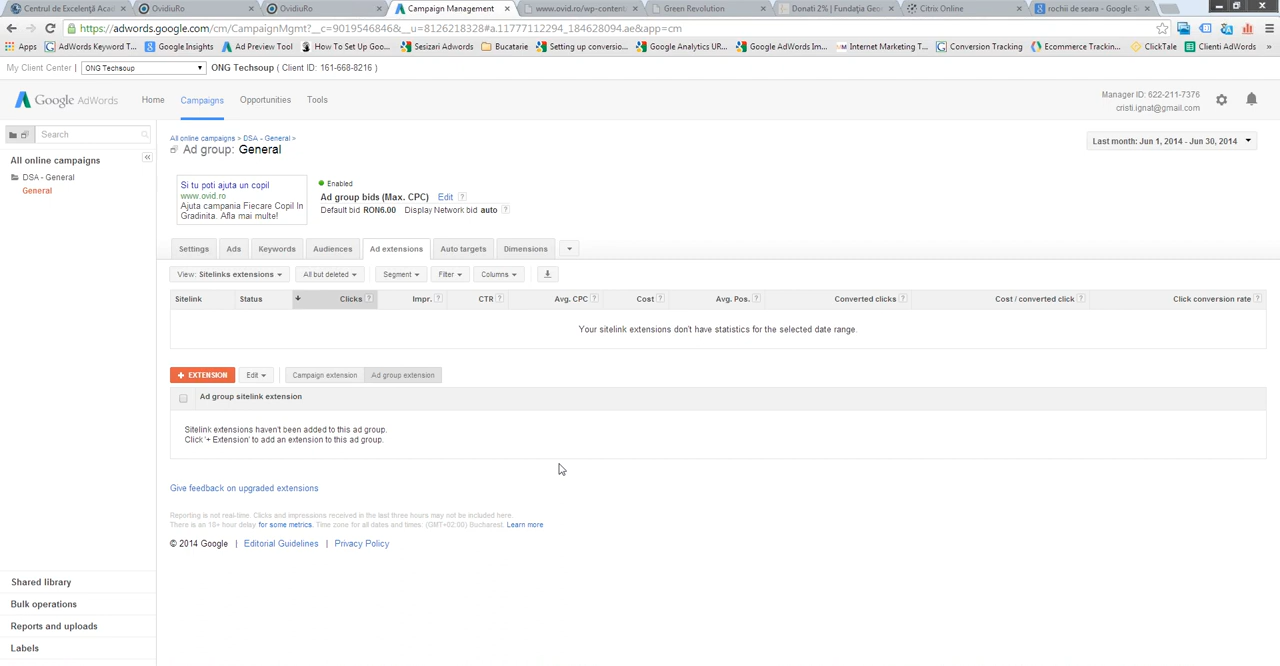 Centrul de Excelență Aca
OvidiuRo
OvidiuRo
Campaign Management
www.ovid.ro/wp-content
Green Revolution
Donati 2% | Fundaţia Geo
Citrix Online
rochii de seara - Google S
https://adwords.google.com/cm/CampaignMgmt?__c=9019546846&__u=8126218328#a.11777112294_184628094.ae&app=cm
Apps
AdWords Keyword T...
Google Insights
Ad Preview Tool
How To Set Up Goo...
Sesizari Adwords
Bucatarie
Setting up conversio...
Google Analytics UR...
Google AdWords Im...
Internet Marketing T...
Conversion Tracking
Ecommerce Trackin...
ClickTale
Clienti AdWords
»
My Client Center
ONG Techsoup
ONG Techsoup ( Client ID: 161-668-8216 )
Google AdWords
Home
Campaigns
Opportunities
Tools
Manager ID: 622-211-7376
cristi.ignat@gmail.com
Search
All online campaigns
DSA - General
General
All online campaigns > DSA - General >
Ad group: General
Last month: Jun 1, 2014 - Jun 30, 2014
Si tu poti ajuta un copil
www.ovid.ro
Ajuta campania Fiecare Copil In
Gradinita. Afla mai multe!
Enabled
Ad group bids (Max. CPC) Edit ?
Default bid RON6.00 Display Network bid auto ?
Settings
Ads
Keywords
Audiences
Ad extensions
Auto targets
Dimensions
View: Sitelinks extensions
All but deleted
Segment
Filter
Columns
Sitelink
Status
Clicks ?
Impr. ?
CTR ?
Avg. CPC ?
Cost ?
Avg. Pos. ?
Converted clicks ?
Cost / converted click ?
Click conversion rate ?
Your sitelink extensions don't have statistics for the selected date range.
+ EXTENSION
Edit
Campaign extension
Ad group extension
Ad group sitelink extension
Sitelink extensions haven't been added to this ad group.
Click '+ Extension' to add an extension to this ad group.
Give feedback on upgraded extensions
Reporting is not real-time. Clicks and impressions received in the last three hours may not be included here.
There is an 18+ hour delay for some metrics. Time zone for all dates and times: (GMT+02:00) Bucharest. Learn more
© 2014 Google | Editorial Guidelines | Privacy Policy
Shared library
Bulk operations
Reports and uploads
Labels